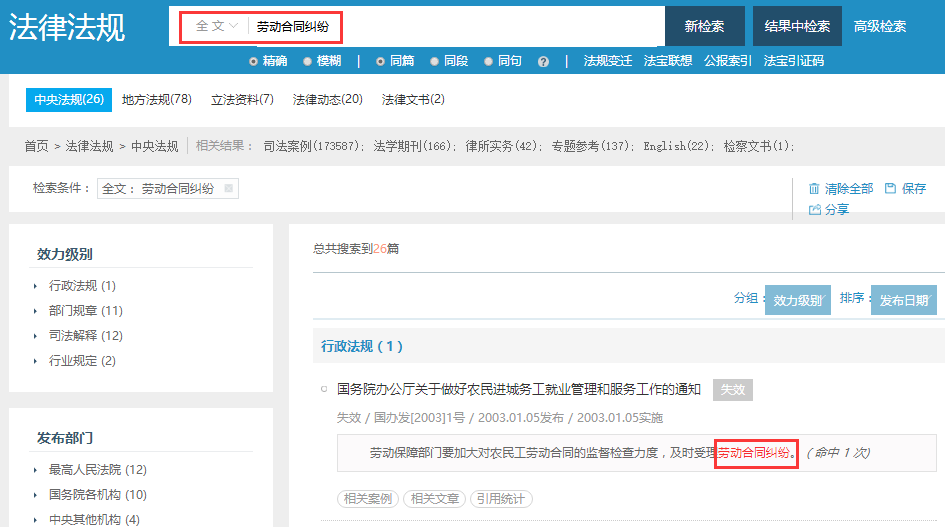 法律法规
全 文 劳动合同纠纷 新检索 结果中检索 高级检索
精确 模糊 | 同篇 同段 同句 ? | 法规变迁 法宝联想 公报索引 法宝引证码
中央法规(26) 地方法规(78) 立法资料(7) 法律动态(20) 法律文书(2)
首页 > 法律法规 > 中央法规 相关结果： 司法案例(173587)； 法学期刊(166)； 律所实务(42)； 专题参考(137)； English(22)； 检察文书(1)；
检索条件： 全文： 劳动合同纠纷 清除全部 保存
分享
效力级别
行政法规 (1)
部门规章 (11)
司法解释 (12)
行业规定 (2)
发布部门
最高人民法院 (12)
国务院各机构 (10)
中央其他机构 (4)
总共搜索到26篇
分组： 效力级别 排序： 发布日期
行政法规（1）
国务院办公厅关于做好农民进城务工就业管理和服务工作的通知 失效
失效 / 国办发[2003]1号 / 2003.01.05发布 / 2003.01.05实施
劳动保障部门要加大对农民工劳动合同的监督检查力度，及时受理劳动合同纠纷。（命中 1 次）
相关案例 相关文章 引用统计